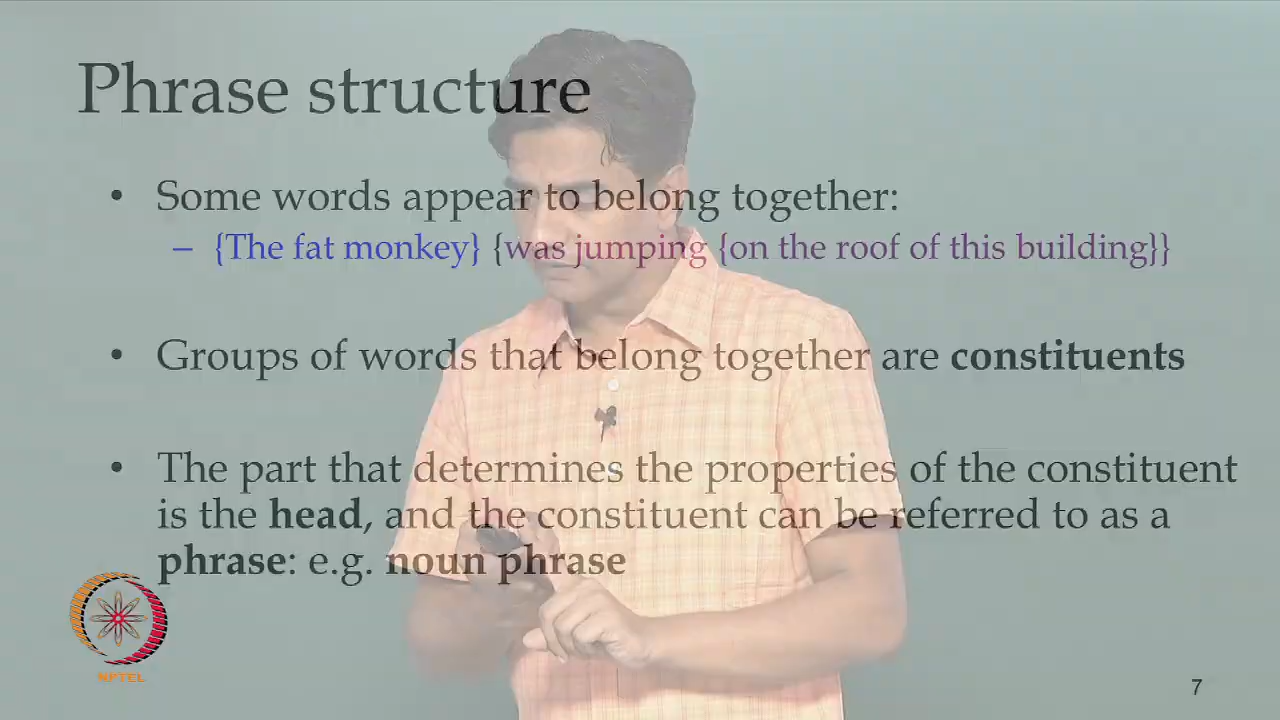 Phrase structure
• Some words appear to belong together:
– {The fat monkey} {was jumping {on the roof of this building}}
• Groups of words that belong together are constituents
• The part that determines the properties of the constituent
is the head, and the constituent can be referred to as a
phrase: e.g. noun phrase
NPTEL
7